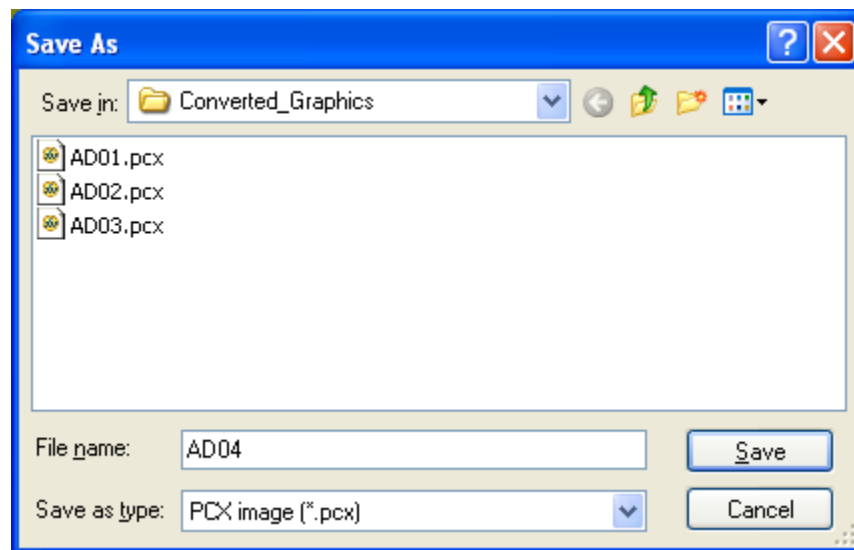 Save As
Save in: Converted_Graphics
AD01.pcx
AD02.pcx
AD03.pcx
File name: AD04 Save
Save as type: PCX image (*.pcx) Cancel